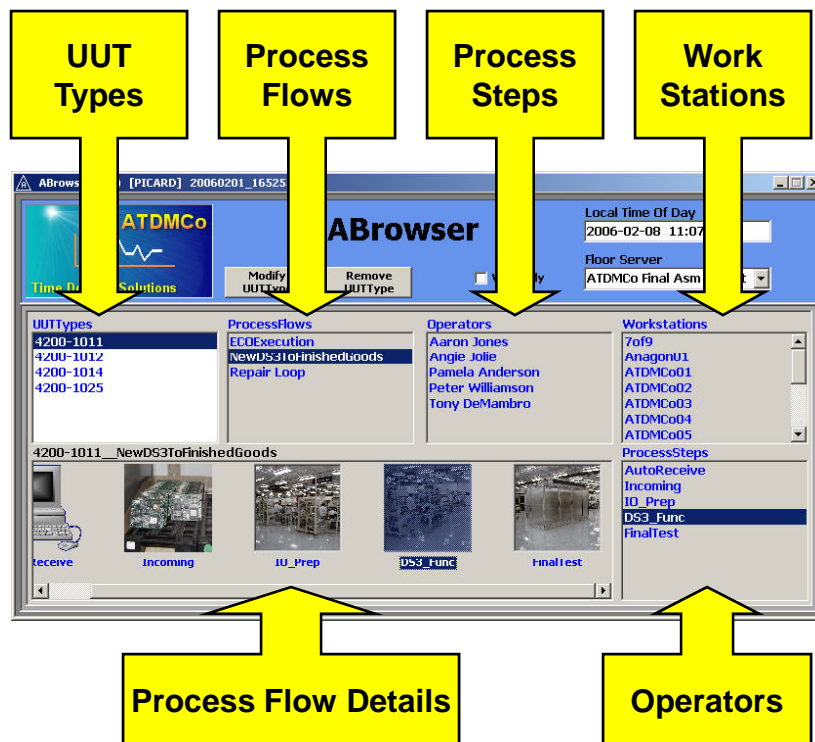 UUT
Types
Process
Flows
Process
Steps
Work
Stations
ABrows [PICARD] 20060201_16525
ATDMCo
Time Do Solutions
ABrowser
Modify
UUTTyp
Remove
UUTType
Local Time Of Day
2006-02-08 11:07
Floor Server
ATDMCo Final Asm t
UUTTypes
4200-1011
4200-1012
4200-1014
4200-1025
ProcessFlows
ECOExecution
NewDS3ToFinishedGoods
Repair Loop
Operators
Aaron Jones
Angie Jolie
Pamela Anderson
Peter Williamson
Tony DeMambro
Workstations
7of9
Anagon01
ATDMCo01
ATDMCo02
ATDMCo03
ATDMCo04
ATDMCo05
4200-1011__NewDS3ToFinishedGoods
eceive
Incoming
IO_Prep
DS3_Func
FinalTest
ProcessSteps
AutoReceive
Incoming
IO_Prep
DS3_Func
FinalTest
Process Flow Details
Operators